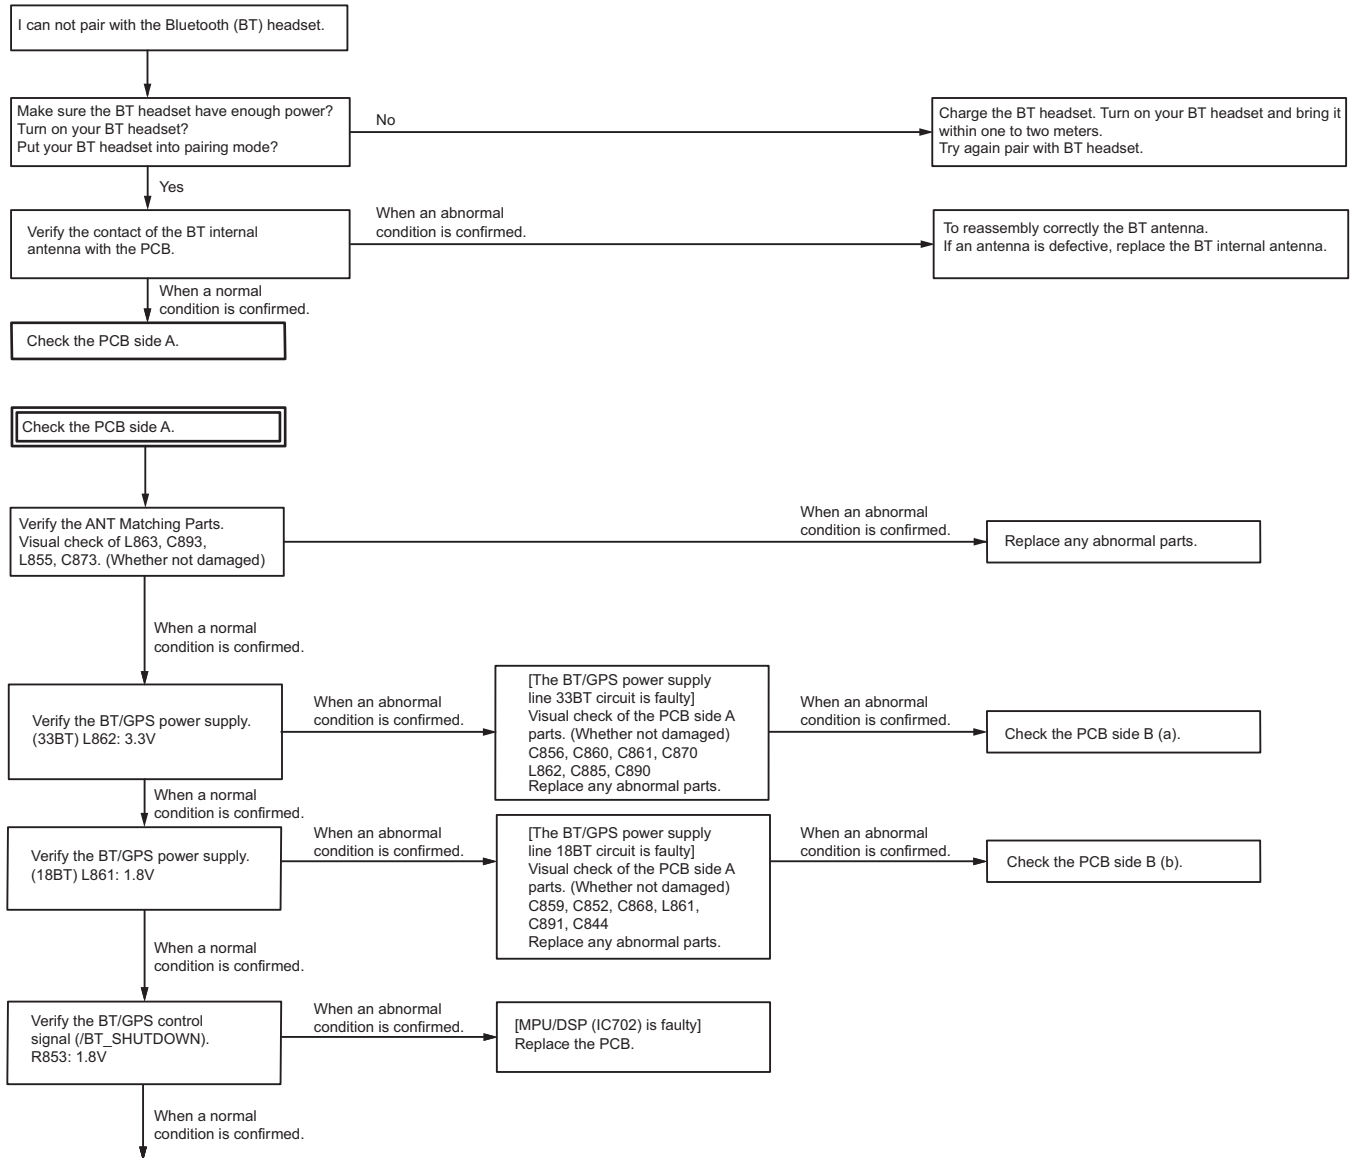 I can not pair with the Bluetooth (BT) headset.
Make sure the BT headset have enough power?
Turn on your BT headset?
Put your BT headset into pairing mode?
No
Charge the BT headset. Turn on your BT headset and bring it
within one to two meters.
Try again pair with BT headset.
Yes
Verify the contact of the BT internal
antenna with the PCB.
When an abnormal
condition is confirmed.
To reassembly correctly the BT antenna.
If an antenna is defective, replace the BT internal antenna.
When a normal
condition is confirmed.
Check the PCB side A.
Check the PCB side A.
Verify the ANT Matching Parts.
Visual check of L863, C893,
L855, C873. (Whether not damaged)
When an abnormal
condition is confirmed.
Replace any abnormal parts.
When a normal
condition is confirmed.
Verify the BT/GPS power supply.
(33BT) L862: 3.3V
When an abnormal
condition is confirmed.
[The BT/GPS power supply
line 33BT circuit is faulty]
Visual check of the PCB side A
parts. (Whether not damaged)
C856, C860, C861, C870
L862, C885, C890
Replace any abnormal parts.
When an abnormal
condition is confirmed.
Check the PCB side B (a).
When a normal
condition is confirmed.
Verify the BT/GPS power supply.
(18BT) L861: 1.8V
When an abnormal
condition is confirmed.
[The BT/GPS power supply
line 18BT circuit is faulty]
Visual check of the PCB side A
parts. (Whether not damaged)
C859, C852, C868, L861,
C891, C844
Replace any abnormal parts.
When an abnormal
condition is confirmed.
Check the PCB side B (b).
When a normal
condition is confirmed.
Verify the BT/GPS control
signal (/BT_SHUTDOWN).
R853: 1.8V
When an abnormal
condition is confirmed.
[MPU/DSP (IC702) is faulty]
Replace the PCB.
When a normal
condition is confirmed.